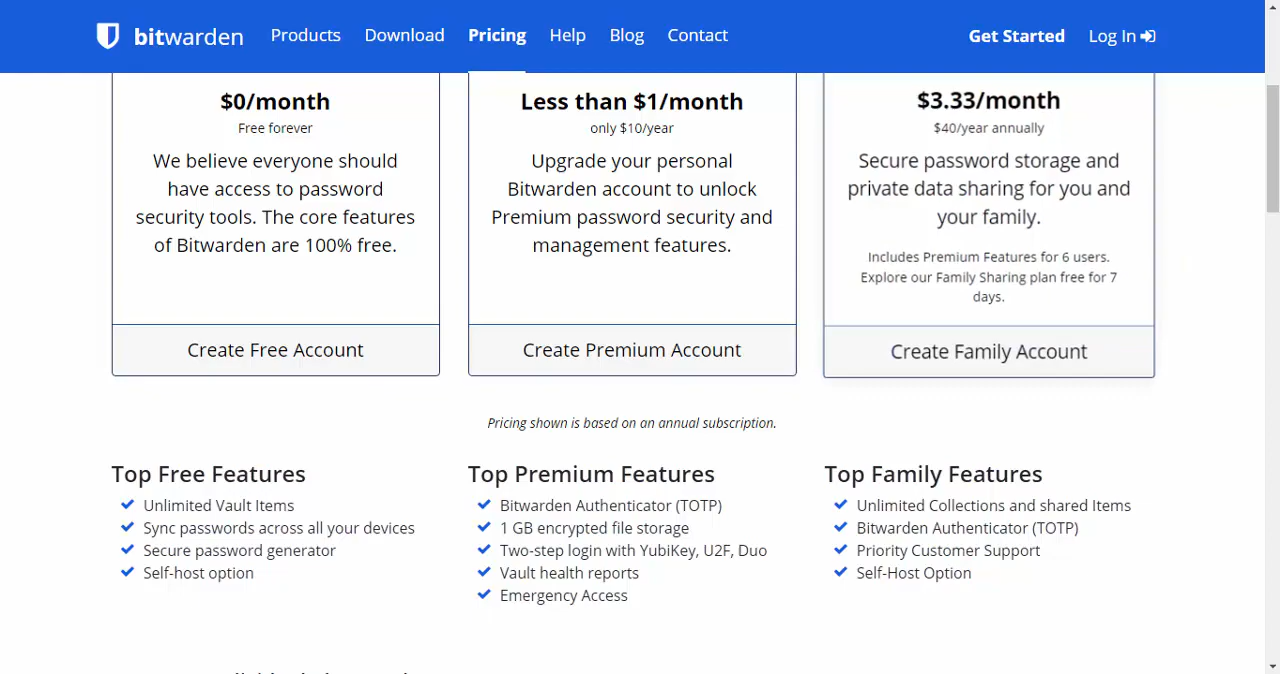 bitwarden Products Download Pricing Help Blog Contact Get Started Log In
$0/month
Free forever
We believe everyone should
have access to password
security tools. The core features
of Bitwarden are 100% free.
Create Free Account
Less than $1/month
only $10/year
Upgrade your personal
Bitwarden account to unlock
Premium password security and
management features.
Create Premium Account
$3.33/month
$40/year annually
Secure password storage and
private data sharing for you and
your family.
Includes Premium Features for 6 users.
Explore our Family Sharing plan free for 7
days.
Create Family Account
Pricing shown is based on an annual subscription.
Top Free Features
Unlimited Vault Items
Sync passwords across all your devices
Secure password generator
Self-host option
Top Premium Features
Bitwarden Authenticator (TOTP)
1 GB encrypted file storage
Two-step login with YubiKey, U2F, Duo
Vault health reports
Emergency Access
Top Family Features
Unlimited Collections and shared Items
Bitwarden Authenticator (TOTP)
Priority Customer Support
Self-Host Option